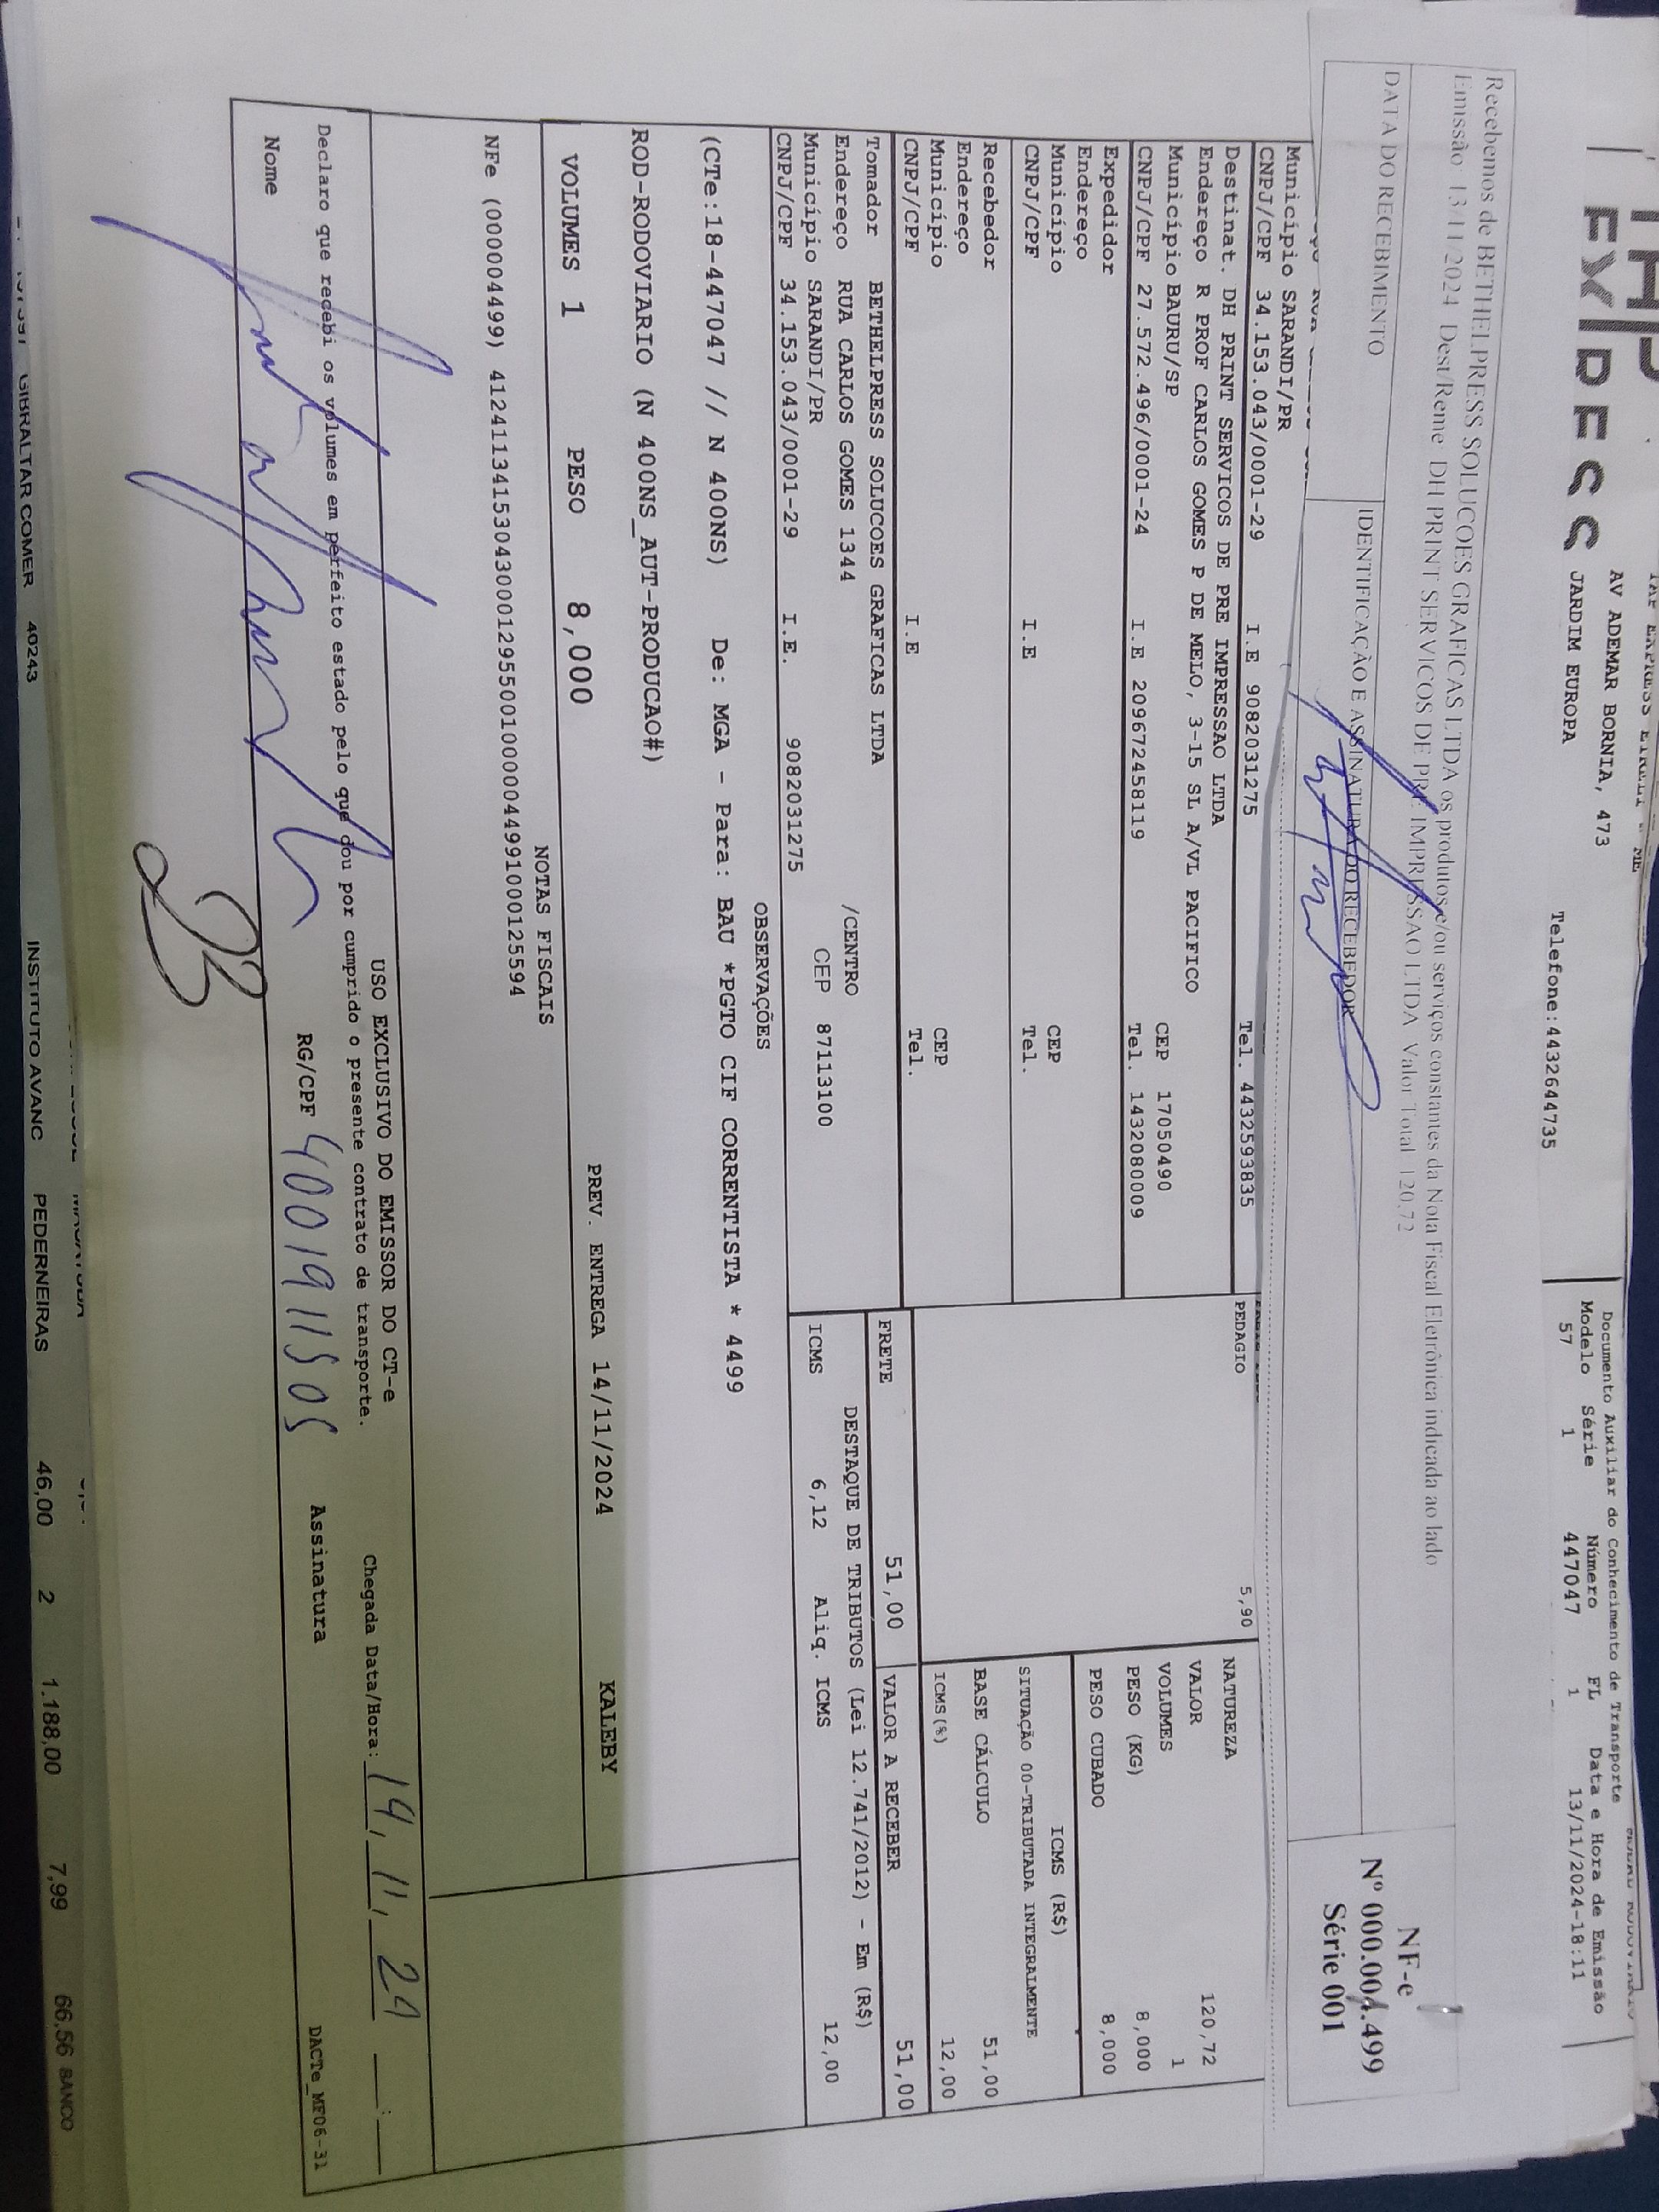 EXPRESS
AV ADEMAR BORNIA, 473
JARDIM EUROPA
Telefone:4432644735
Documento Auxiliar do Conhecimento de Transporte
Modelo Série Número FL Data e Hora de Emissão
57 1 447047 1 13/11/2024-18:11
Recebemos de BETHELPRESS SOLUCOES GRAFICAS LTDA os produtos e/ou serviços constantes da Nota Fiscal Eletrônica indicada ao lado
Emissão: 13/11/2024 Dest/Reme: DH PRINT SERVICOS DE PRE IMPRESSAO LTDA Valor Total 120,72
DATA DO RECEBIMENTO
IDENTIFICAÇÃO E ASSINATURA DO RECEBEDOR
NF-e
Nº 000.004.499
Série 001
Município SARANDI/PR
CNPJ/CPF 34.153.043/0001-29 I.E 9082031275 Tel. 443259383​5
Destinat. DH PRINT SERVICOS DE PRE IMPRESSAO LTDA
Endereço R PROF CARLOS GOMES P DE MELO, 3-15 SL A/VL PACIFICO
Município BAURU/SP CEP 17050490
CNPJ/CPF 27.572.496/0001-24 I.E 209672458119 Tel. 1432080009
Expedidor
Endereço
Município CEP
CNPJ/CPF I.E Tel.
Recebedor
Endereço
Município CEP
CNPJ/CPF I.E Tel.
Tomador BETHELPRESS SOLUCOES GRAFICAS LTDA
Endereço RUA CARLOS GOMES 1344 /CENTRO
Município SARANDI/PR CEP 87113100
CNPJ/CPF 34.153.043/0001-29 I.E. 9082031275
PEDAGIO 5,90
NATUREZA
VALOR 120,72
VOLUMES 1
PESO (KG) 8,000
PESO CUBADO 8,000
ICMS (R$)
SITUAÇÃO 00-TRIBUTADA INTEGRALMENTE
BASE CÁLCULO 51,00
ICMS(%) 12,00
FRETE 51,00 VALOR A RECEBER 51,00
DESTAQUE DE TRIBUTOS (Lei 12.741/2012) - Em (R$)
ICMS 6,12 Aliq. ICMS 12,00
OBSERVAÇÕES
(CTe:18-447047 // N 400NS) De: MGA - Para: BAU *PGTO CIF CORRENTISTA * 4499
ROD-RODOVIARIO (N 400NS_AUT-PRODUCAO#)
VOLUMES 1 PESO 8,000 PREV. ENTREGA 14/11/2024 KALEBY
NOTAS FISCAIS
NFe (000004499) 41241134153043000129550010000044991000125594
USO EXCLUSIVO DO EMISSOR DO CT-e
Declaro que recebi os volumes em perfeito estado pelo que dou por cumprido o presente contrato de transporte.
Chegada Data/Hora: 14/11/24 __:__
Nome RG/CPF Assinatura
DACTe_MF06-31
GIBRALTAR COMER 40243 INSTITUTO AVANC PEDERNEIRAS 46,00 2 1.188,00 7,99 66,56 BANCO